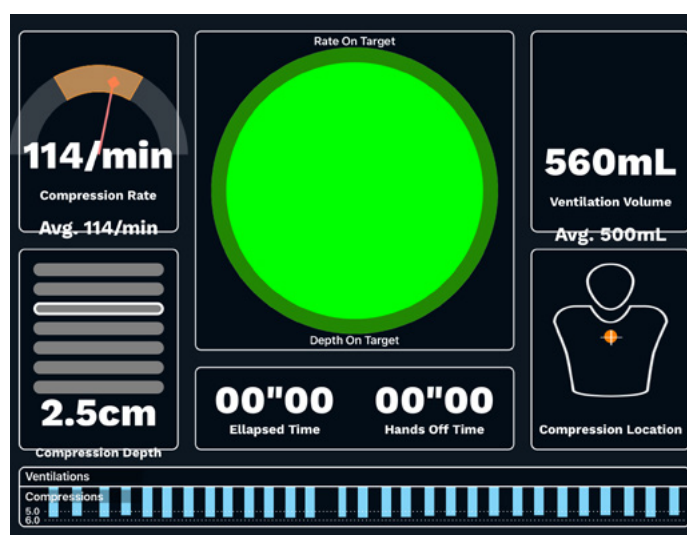 114/min
Compression Rate
Avg. 114/min
Rate On Target
Depth On Target
560mL
Ventilation Volume
Avg. 500mL
2.5cm
Compression Depth
00"00
Ellapsed Time
00"00
Hands Off Time
Compression Location
Ventilations
Compressions
5.0
6.0